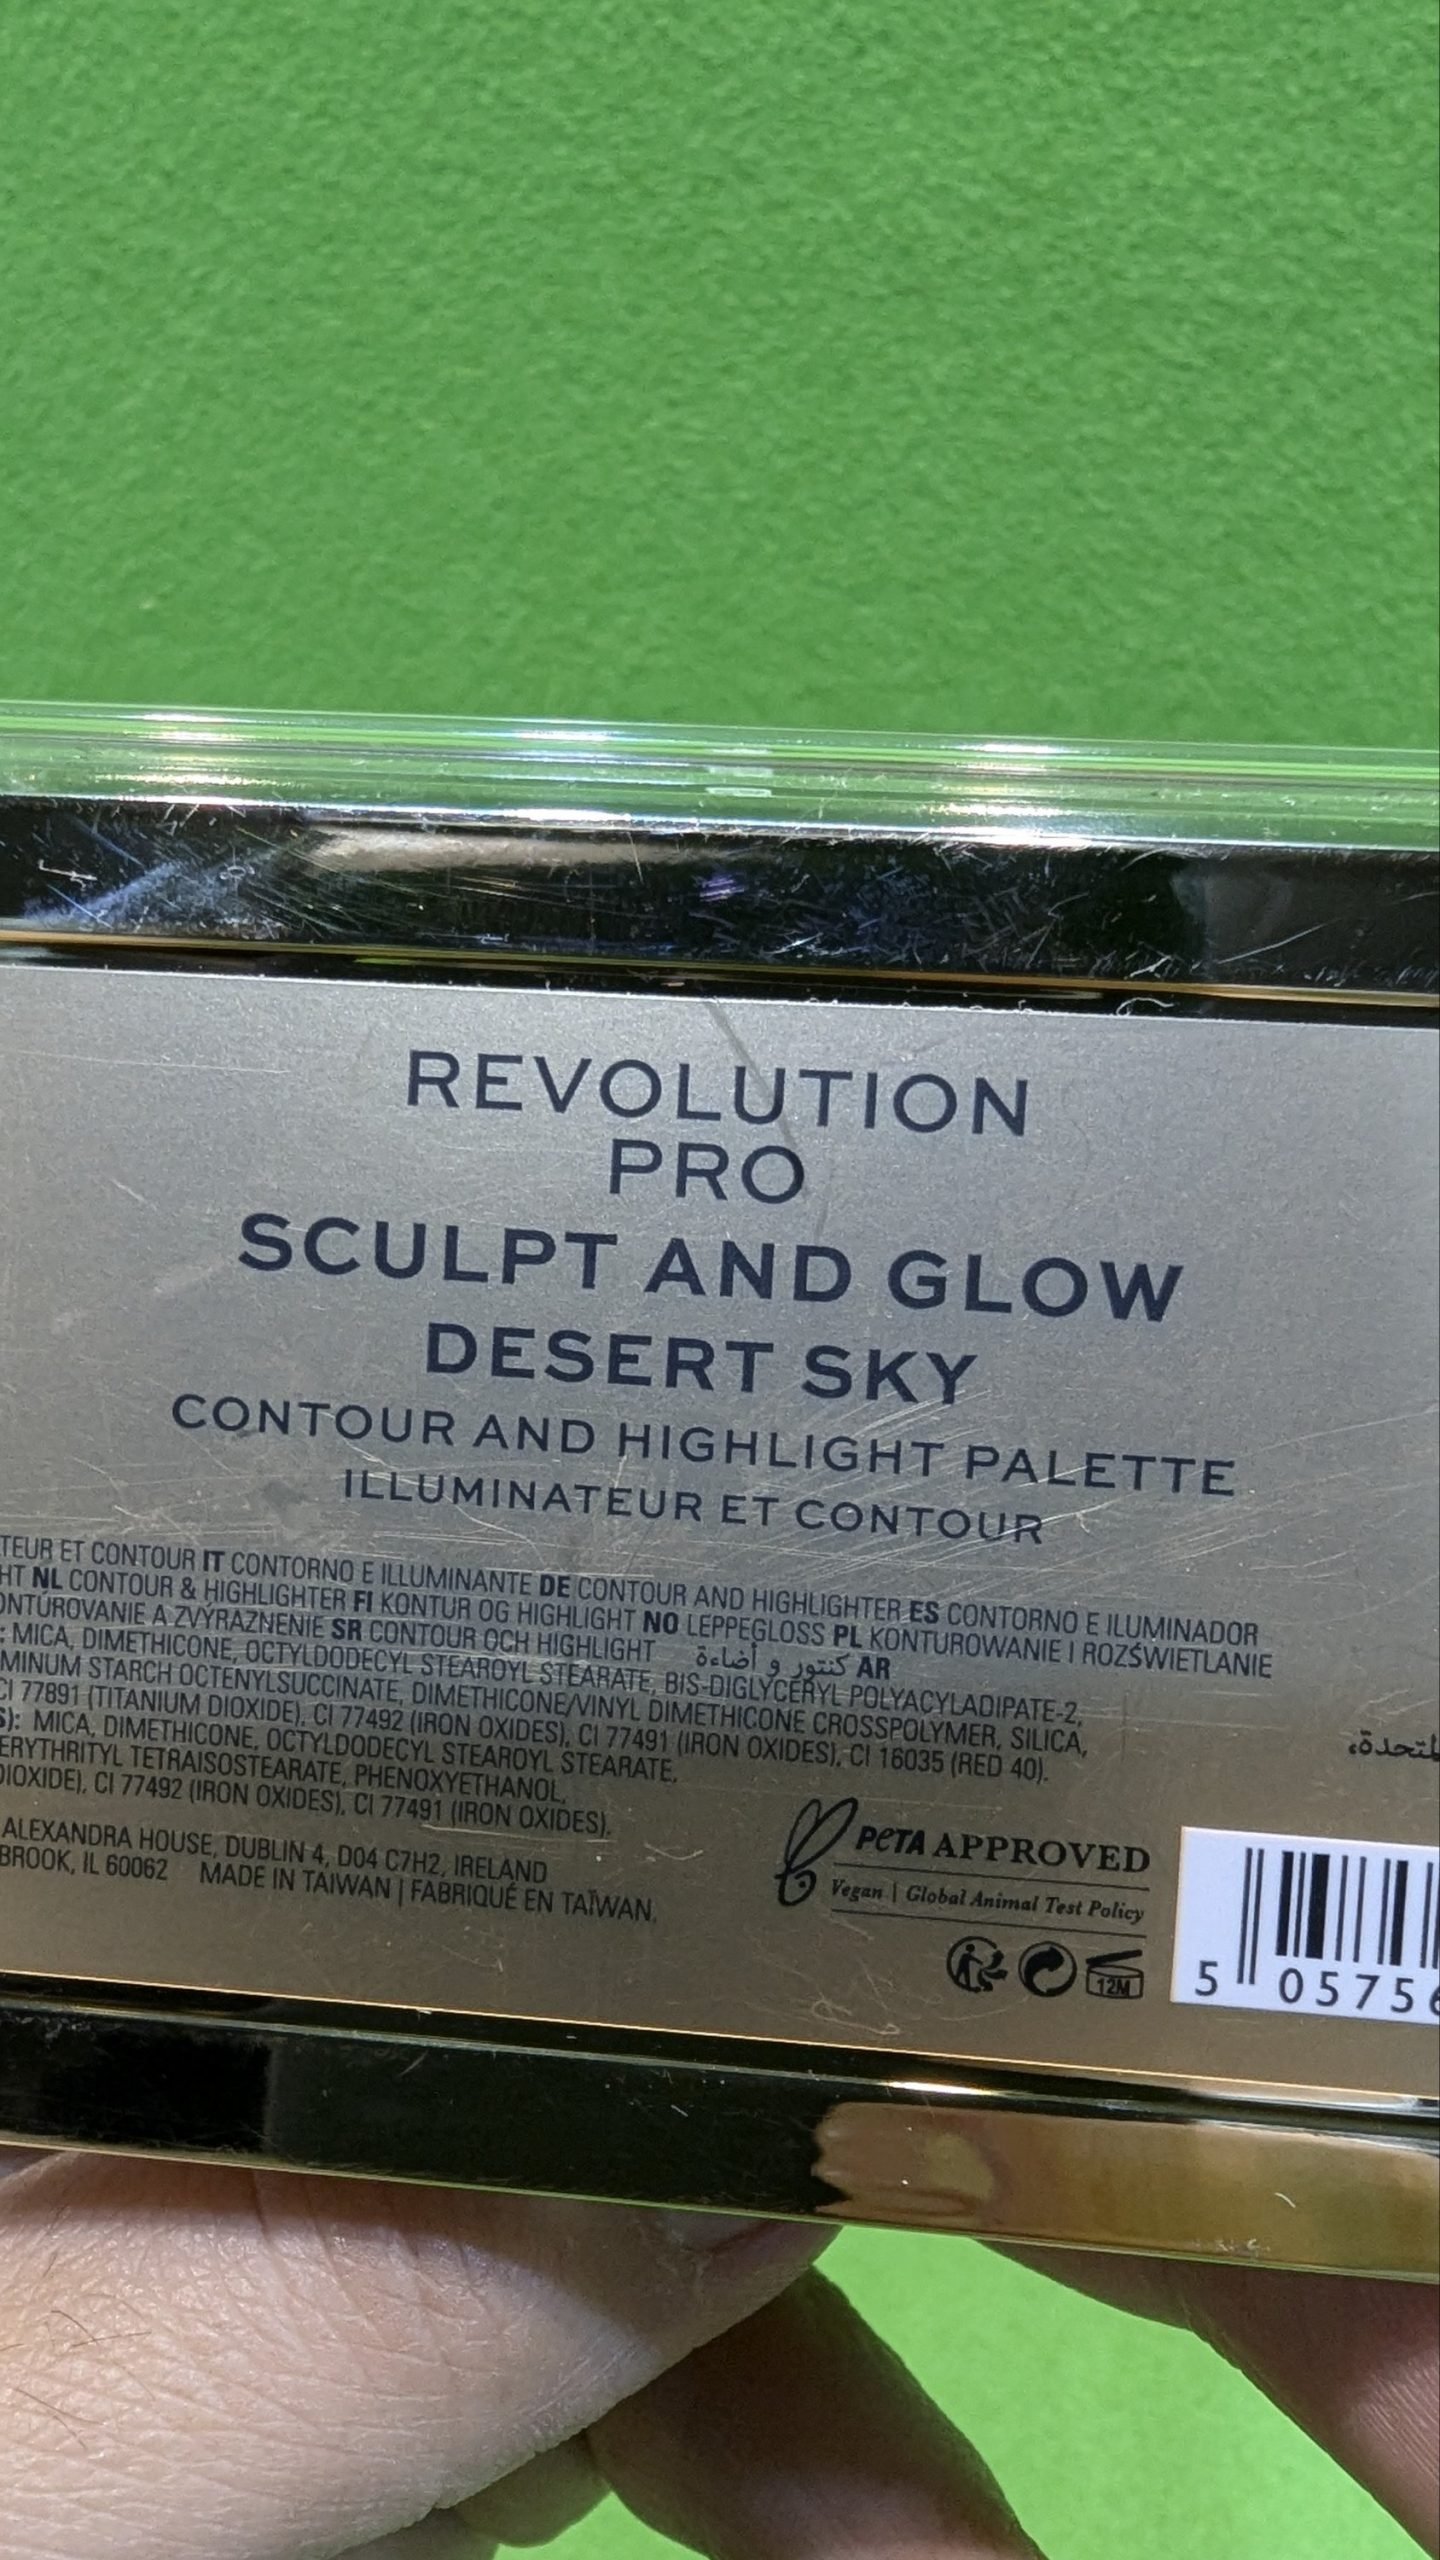 REVOLUTION
PRO
SCULPT AND GLOW
DESERT SKY
CONTOUR AND HIGHLIGHT PALETTE
ILLUMINATEUR ET CONTOUR
TEUR ET CONTOUR IT CONTORNO E ILLUMINANTE DE CONTOUR AND HIGHLIGHTER ES CONTORNO E ILUMINADOR
HT NL CONTOUR & HIGHLIGHTER FI KONTUR OG HIGHLIGHT NO LEPPEGLOSS PL KONTUROWANIE I ROZŚWIETLANIE
ONTUROVANIE A ZVÝRAZNENIE SR CONTOUR OCH HIGHLIGHT كنتور و أضاءة AR
: MICA, DIMETHICONE, OCTYLDODECYL STEAROYL STEARATE, BIS-DIGLYCERYL POLYACYLADIPATE-2,
MINUM STARCH OCTENYLSUCCINATE, DIMETHICONE/VINYL DIMETHICONE CROSSPOLYMER, SILICA,
CI 77891 (TITANIUM DIOXIDE), CI 77492 (IRON OXIDES), CI 77491 (IRON OXIDES), CI 16035 (RED 40).
S): MICA, DIMETHICONE, OCTYLDODECYL STEAROYL STEARATE,
ERYTHRITYL TETRAISOSTEARATE, PHENOXYETHANOL,
DIOXIDE), CI 77492 (IRON OXIDES), CI 77491 (IRON OXIDES).
ALEXANDRA HOUSE, DUBLIN 4, D04 C7H2, IRELAND
BROOK, IL 60062 MADE IN TAIWAN | FABRIQUÉ EN TAÏWAN.
PETA APPROVED
Vegan | Global Animal Test Policy
12M
5 05756